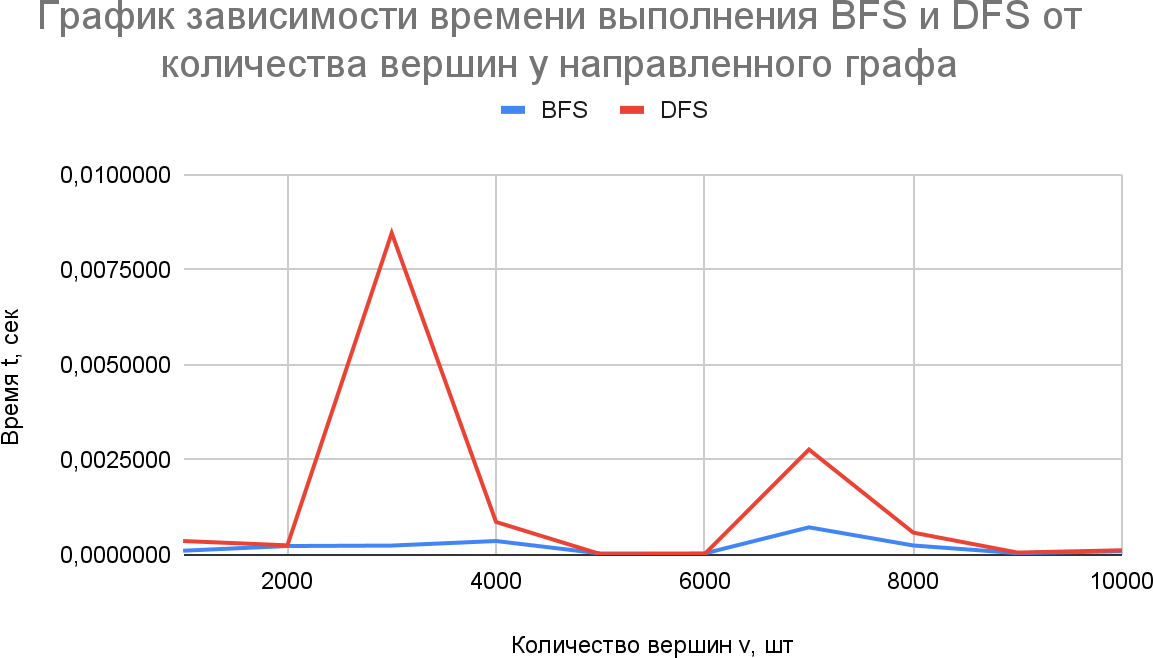 График зависимости времени выполнения BFS и DFS от
количества вершин у направленного графа
BFS DFS
0,0100000
0,0075000
0,0050000
0,0025000
0,0000000
Время t, сек
2000 4000 6000 8000 10000
Количество вершин v, шт